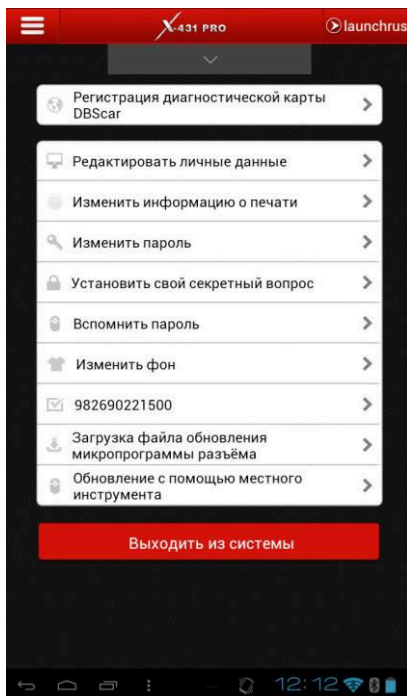 X-431 PRO
launchrus
Регистрация диагностической карты
DBScar
Редактировать личные данные
Изменить информацию о печати
Изменить пароль
Установить свой секретный вопрос
Вспомнить пароль
Изменить фон
982690221500
Загрузка файла обновления
микропрограммы разъёма
Обновление с помощью местного
инструмента
Выходить из системы
12:12